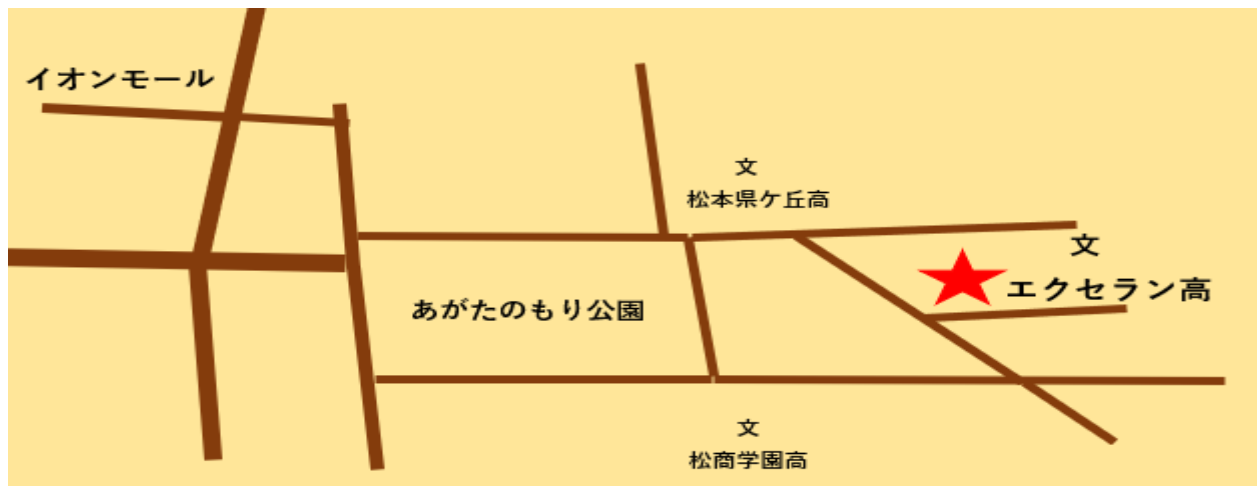 イオンモール
文
松本県ケ丘高
文
エクセラン高
あがたのもり公園
文
松商学園高